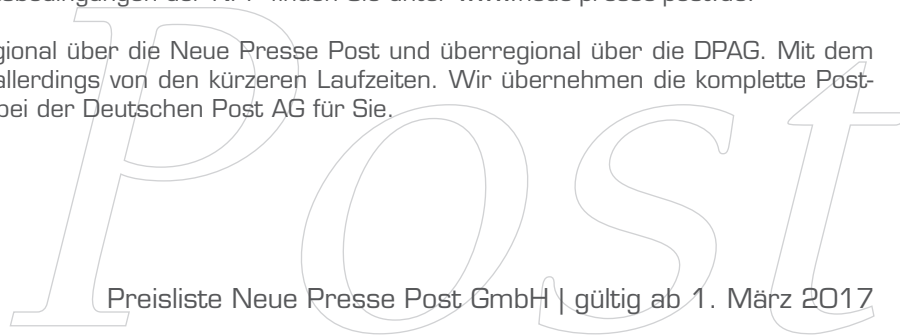 gional über die Neue Presse Post und überregional über die DPAG. Mit dem
allerdings von den kürzeren Laufzeiten. Wir übernehmen die komplette Post-
bei der Deutschen Post AG für Sie.
Post
Preisliste Neue Presse Post GmbH | gültig ab 1. März 2017